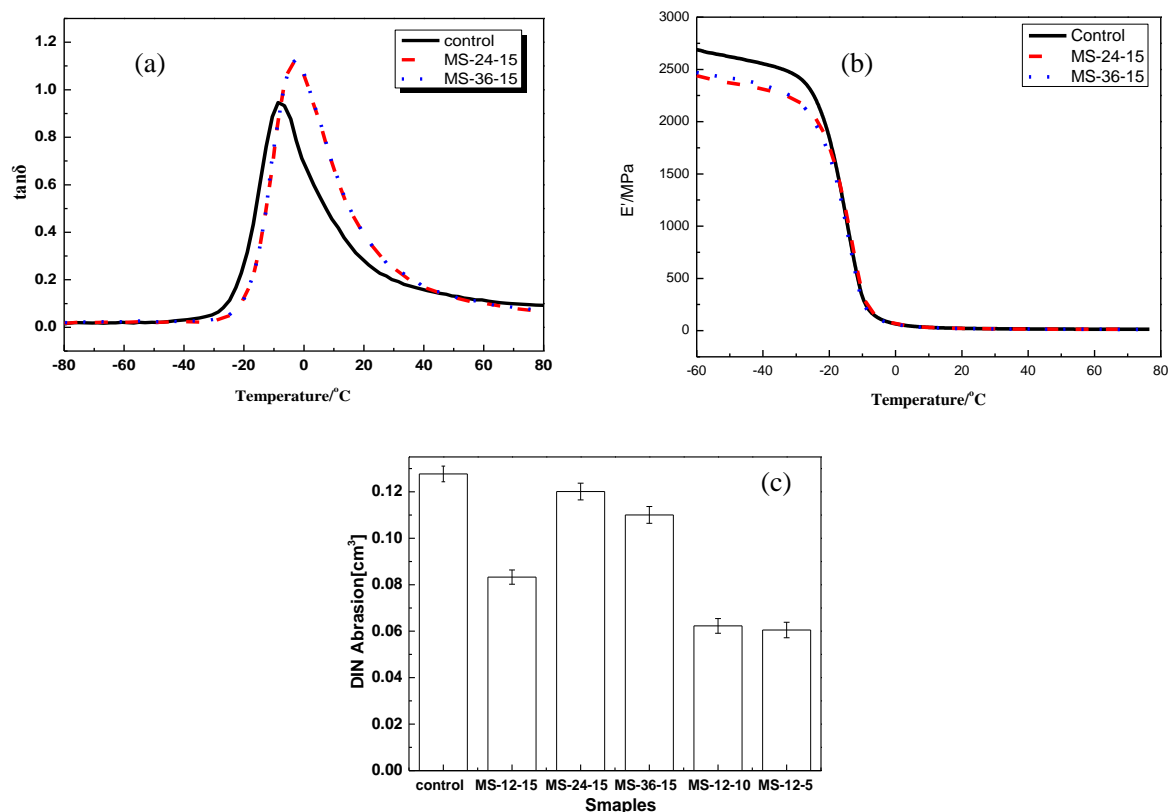 (a)
control
MS-24-15
MS-36-15
tanδ
1.2
1.0
0.8
0.6
0.4
0.2
0.0
-80 -60 -40 -20 0 20 40 60 80
Temperature/°C
(b)
Control
MS-24-15
MS-36-15
E'/MPa
3000
2500
2000
1500
1000
500
0
-60 -40 -20 0 20 40 60 80
Temperature/°C
(c)
DIN Abrasion[cm³]
0.12
0.10
0.08
0.06
0.04
0.02
0.00
control MS-12-15 MS-24-15 MS-36-15 MS-12-10 MS-12-5
Smaples